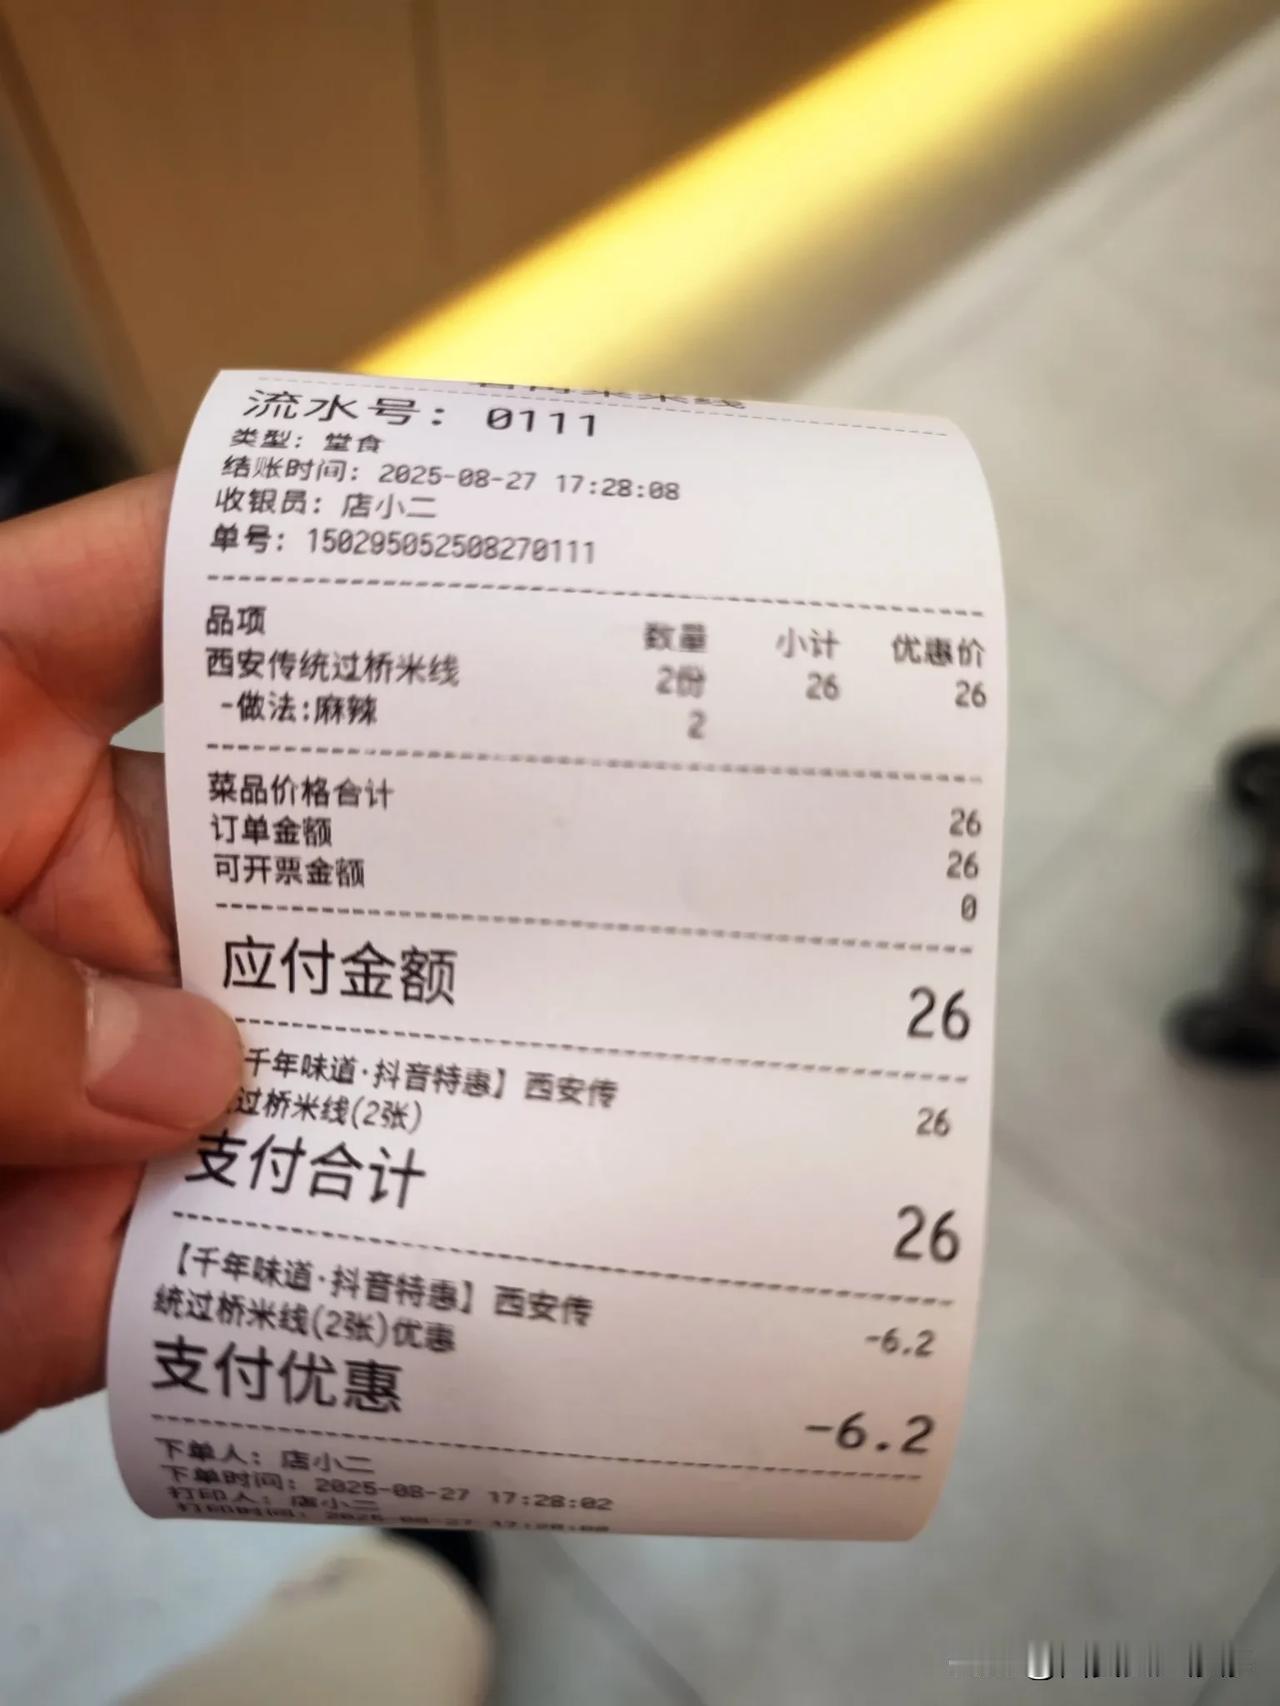 流水号: 0111
类型: 堂食
结账时间: 2025-08-27 17:28:08
收银员: 店小二
单号: 150295052508270111
品项 数量 小计 优惠价
西安传统过桥米线 2份 26 26
-做法:麻辣 2
菜品价格合计 26
订单金额 26
可开票金额 0
应付金额 26
千年味道·抖音特惠】西安传
过桥米线(2张) 26
支付合计 26
【千年味道·抖音特惠】西安传
统过桥米线(2张)优惠 -6.2
支付优惠 -6.2
下单人: 店小二
下单时间: 2025-08-27 17:28:02
打印人: 店小二
打印时间: 2025-08-27